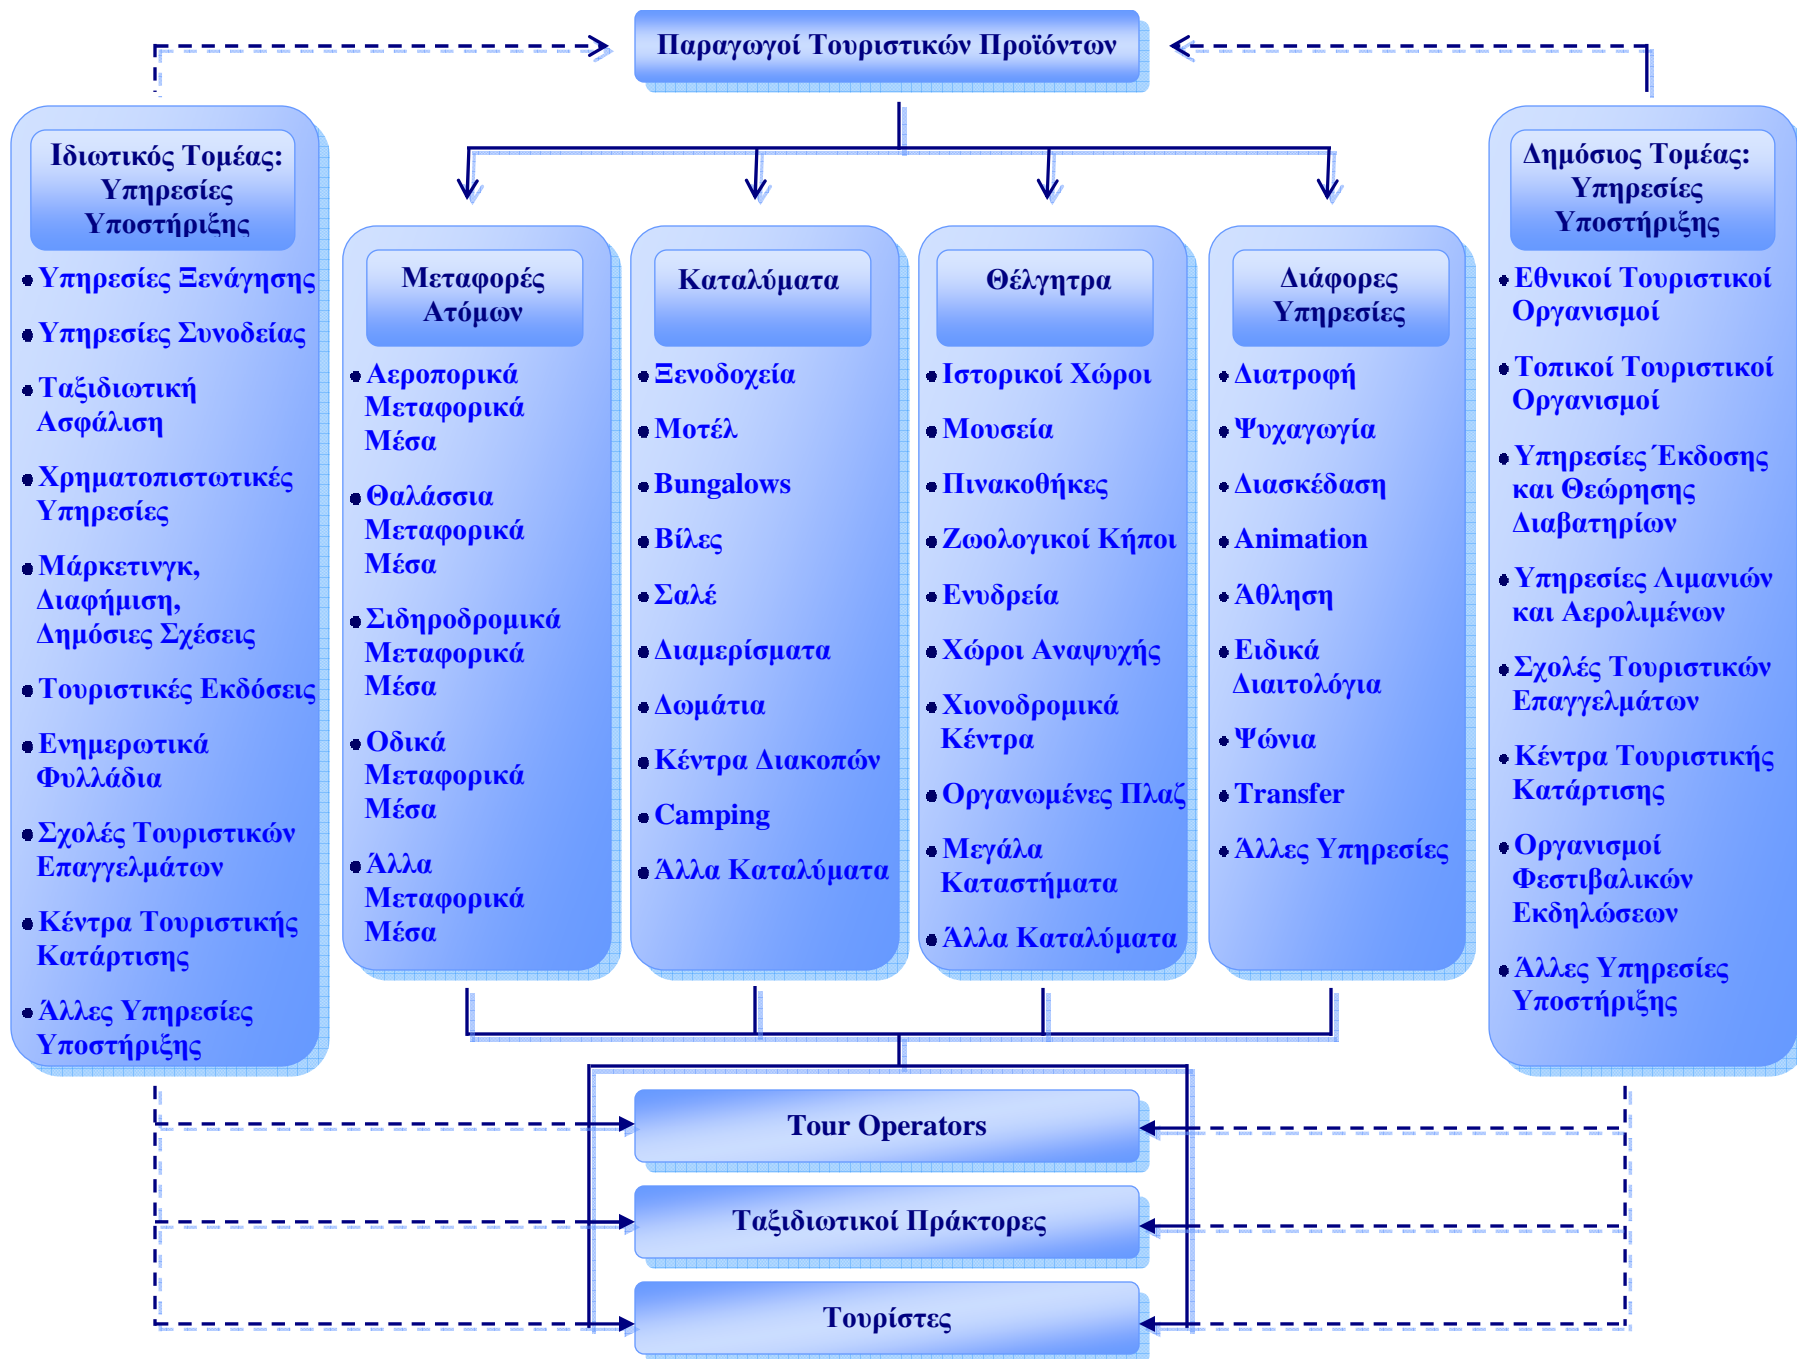 Παραγωγοί Τουριστικών Προϊόντων
Ιδιωτικός Τομέας:
Υπηρεσίες
Υποστήριξης
Υπηρεσίες Ξενάγησης
Υπηρεσίες Συνοδείας
Ταξιδιωτική
Ασφάλιση
Χρηματοπιστωτικές
Υπηρεσίες
Μάρκετινγκ,
Διαφήμιση,
Δημόσιες Σχέσεις
Τουριστικές Εκδόσεις
Ενημερωτικά
Φυλλάδια
Σχολές Τουριστικών
Επαγγελμάτων
Κέντρα Τουριστικής
Κατάρτισης
Άλλες Υπηρεσίες
Υποστήριξης
Μεταφορές
Ατόμων
Αεροπορικά
Μεταφορικά
Μέσα
Θαλάσσια
Μεταφορικά
Μέσα
Σιδηροδρομικά
Μεταφορικά
Μέσα
Οδικά
Μεταφορικά
Μέσα
Άλλα
Μεταφορικά
Μέσα
Καταλύματα
Ξενοδοχεία
Μοτέλ
Bungalows
Βίλες
Σαλέ
Διαμερίσματα
Δωμάτια
Κέντρα Διακοπών
Camping
Άλλα Καταλύματα
Θέλγητρα
Ιστορικοί Χώροι
Μουσεία
Πινακοθήκες
Ζωολογικοί Κήποι
Ενυδρεία
Χώροι Αναψυχής
Χιονοδρομικά
Κέντρα
Οργανωμένες Πλαζ
Μεγάλα
Καταστήματα
Άλλα Καταλύματα
Διάφορες
Υπηρεσίες
Διατροφή
Ψυχαγωγία
Διασκέδαση
Animation
Άθληση
Ειδικά
Διαιτολόγια
Ψώνια
Transfer
Άλλες Υπηρεσίες
Δημόσιος Τομέας:
Υπηρεσίες
Υποστήριξης
Εθνικοί Τουριστικοί
Οργανισμοί
Τοπικοί Τουριστικοί
Οργανισμοί
Υπηρεσίες Έκδοσης
και Θεώρησης
Διαβατηρίων
Υπηρεσίες Λιμανιών
και Αερολιμένων
Σχολές Τουριστικών
Επαγγελμάτων
Κέντρα Τουριστικής
Κατάρτισης
Οργανισμοί
Φεστιβαλικών
Εκδηλώσεων
Άλλες Υπηρεσίες
Υποστήριξης
Tour Operators
Ταξιδιωτικοί Πράκτορες
Τουρίστες